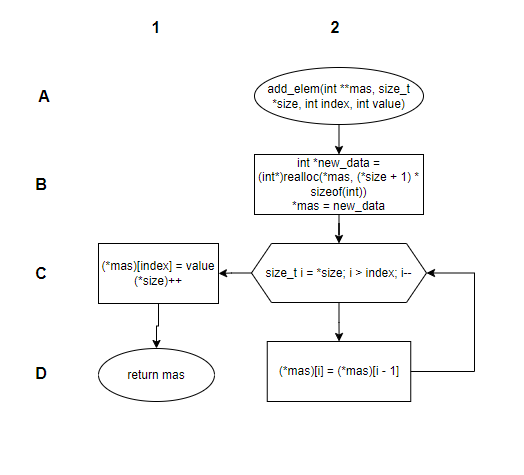 1
2
A
add_elem(int **mas, size_t
*size, int index, int value)
B
int *new_data =
(int*)realloc(*mas, (*size + 1) *
sizeof(int))
*mas = new_data
C
(*mas)[index] = value
(*size)++
size_t i = *size; i > index; i--
D
return mas
(*mas)[i] = (*mas)[i - 1]